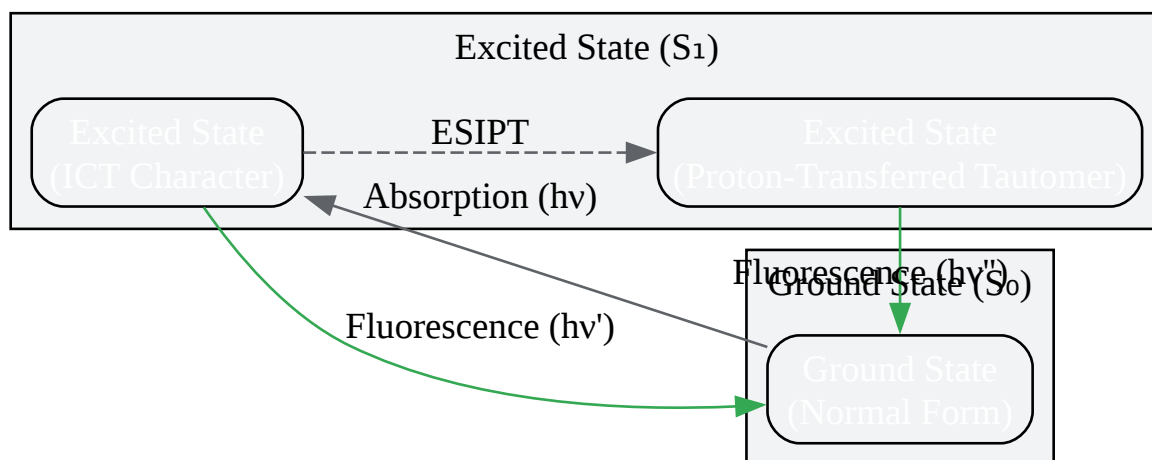 Excited State (S₁)
Excited State
(ICT Character)
ESIPT
Excited State
(Proton-Transferred Tautomer)
Absorption (hν)
Fluorescence (hν'')
Ground State (S₀)
Fluorescence (hν')
Ground State
(Normal Form)